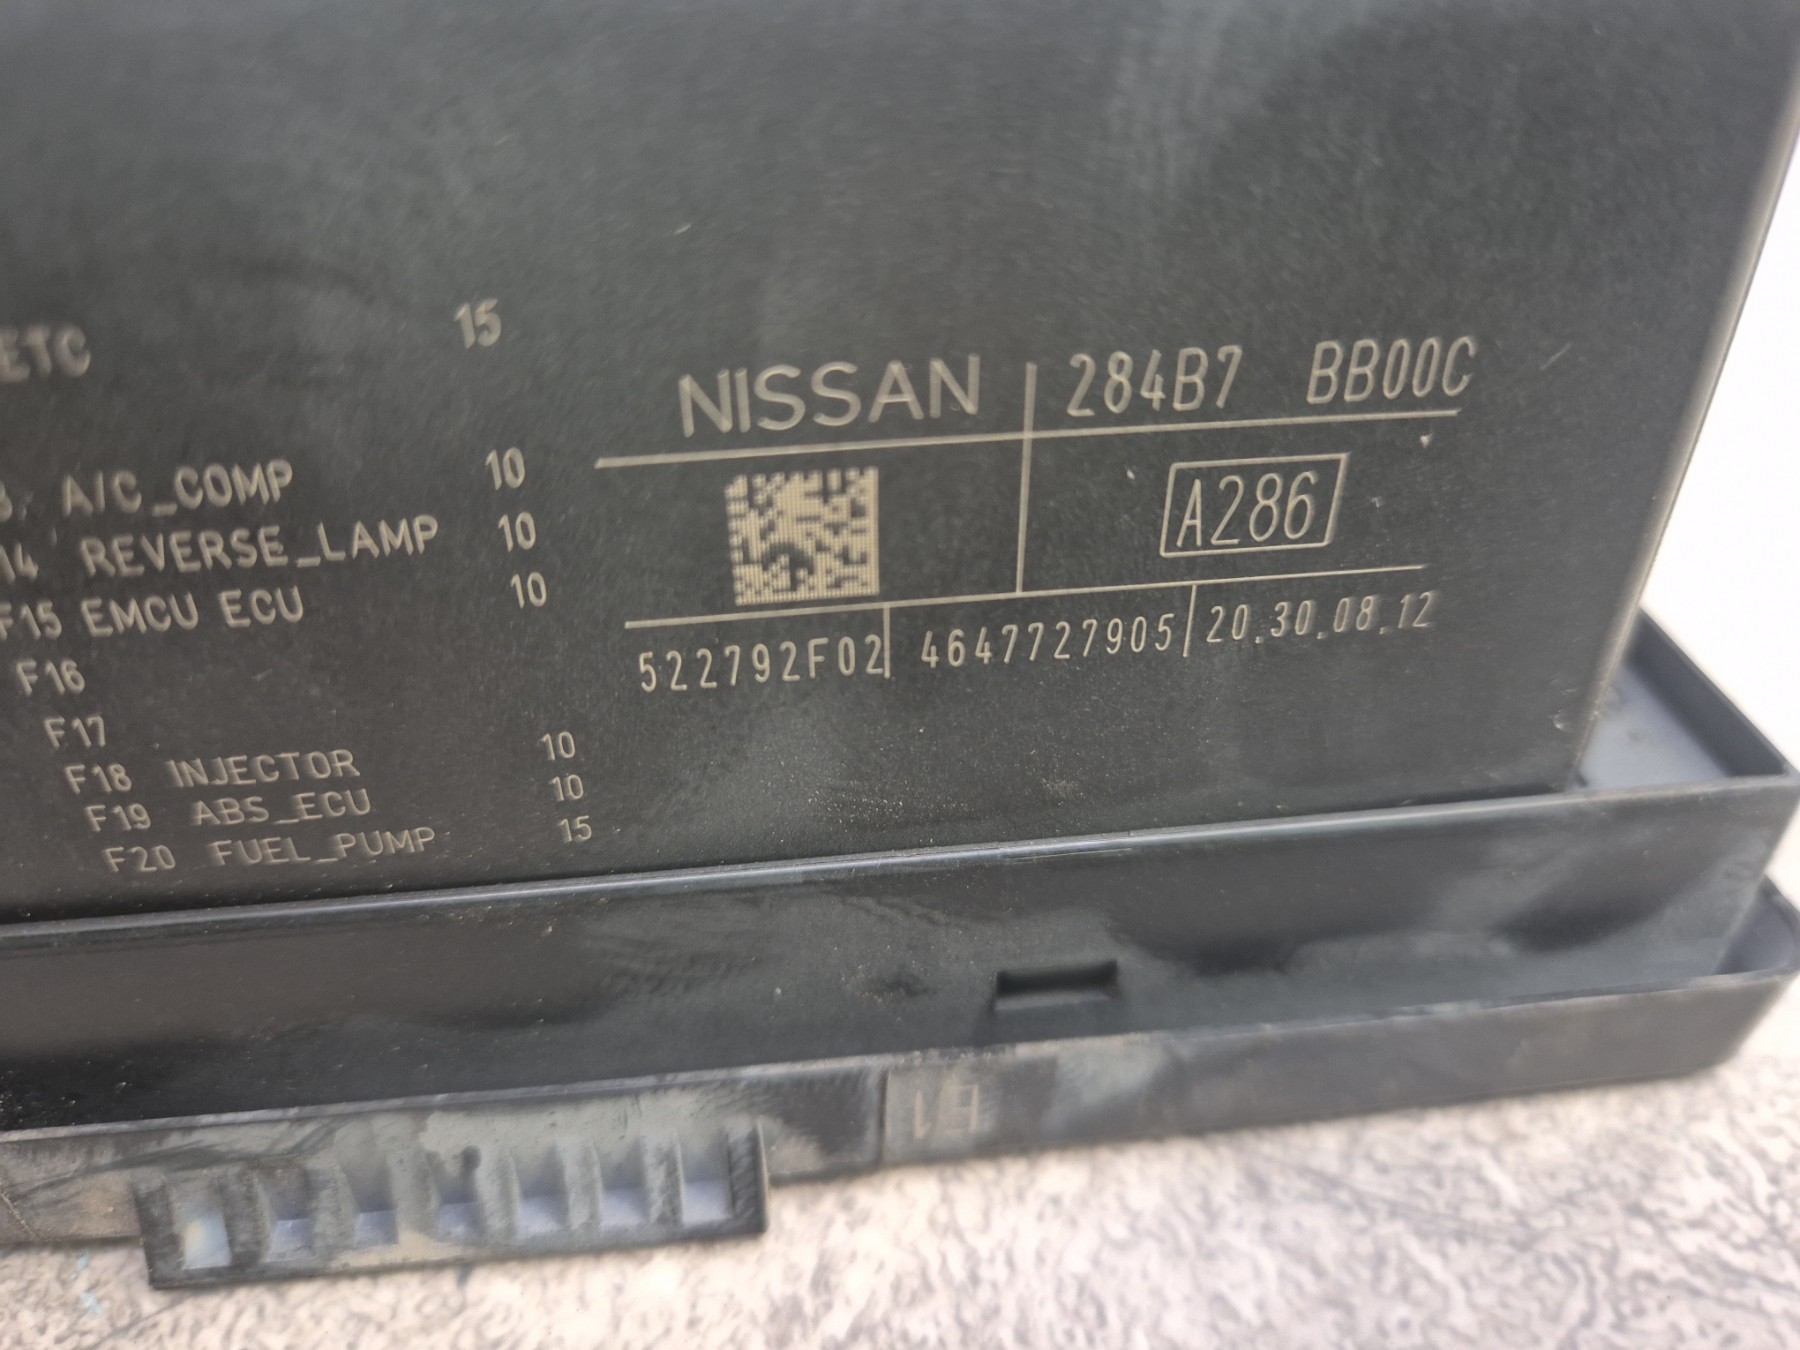 ETC 15
A/C_COMP 10
14 REVERSE_LAMP 10
F15 EMCU ECU 10
F16
F17
F18 INJECTOR 10
F19 ABS_ECU 10
F20 FUEL_PUMP 15
NISSAN 284B7 BB00C
A286
522792F02 4647727905 20.30.08.12